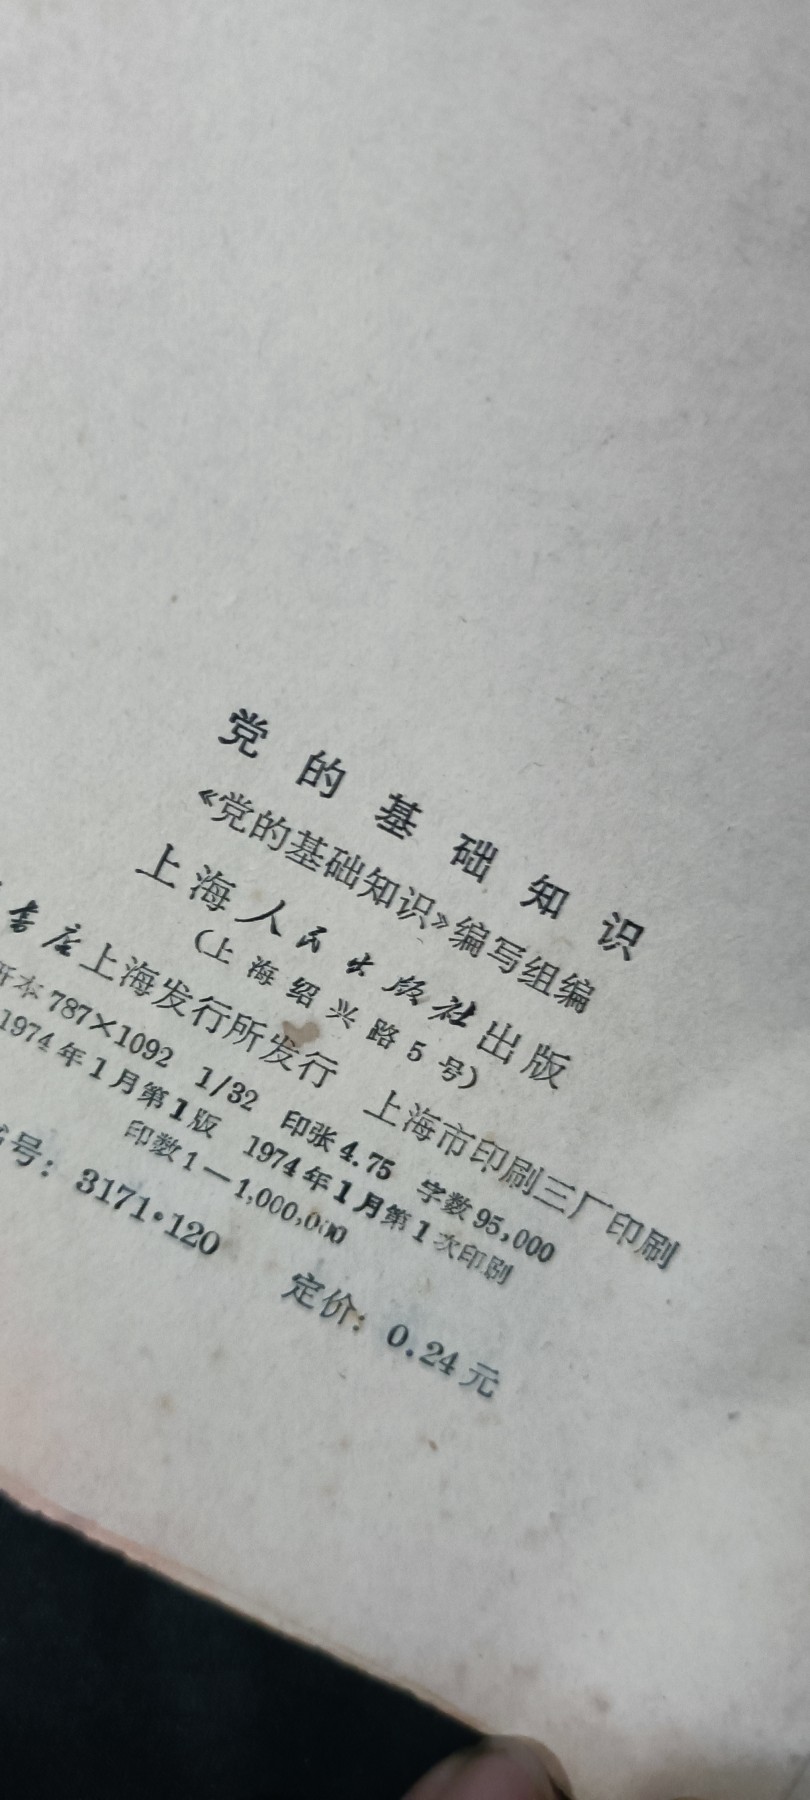 党的基础知识
《党的基础知识》编写组编
上海人民出版社出版
(上海绍兴路5号)
书店上海发行所发行 上海市印刷三厂印刷
开本 787×1092 1/32 印张 4.75 字数 95,000
1974年1月第1版 1974年1月第1次印刷
印数 1—1,000,000
号: 3171·120 定价: 0.24元